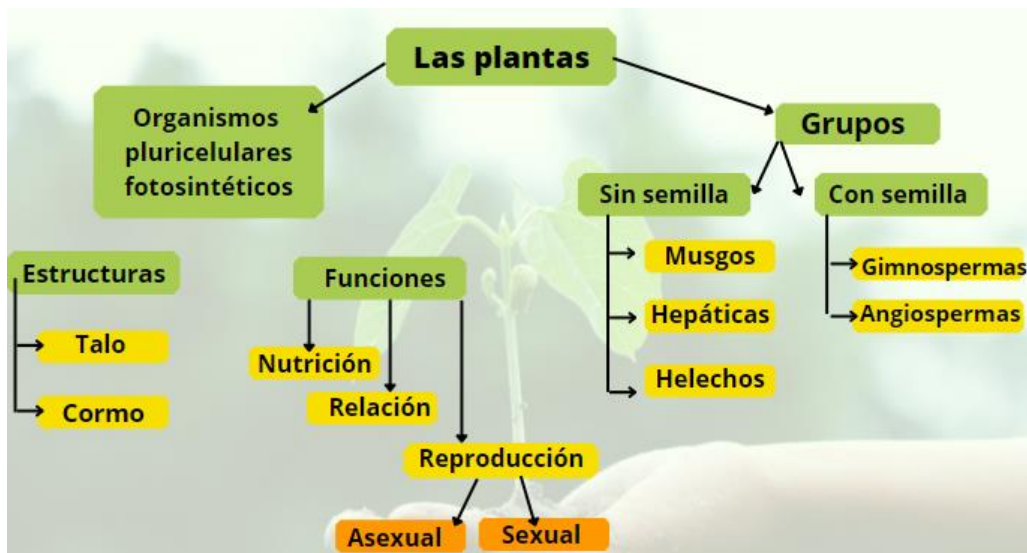 Las plantas
Organismos
pluricelulares
fotosintéticos
Grupos
Sin semilla
Con semilla
Musgos
Hepáticas
Helechos
Gimnospermas
Angiospermas
Estructuras
Talo
Cormo
Funciones
Nutrición
Relación
Reproducción
Asexual
Sexual